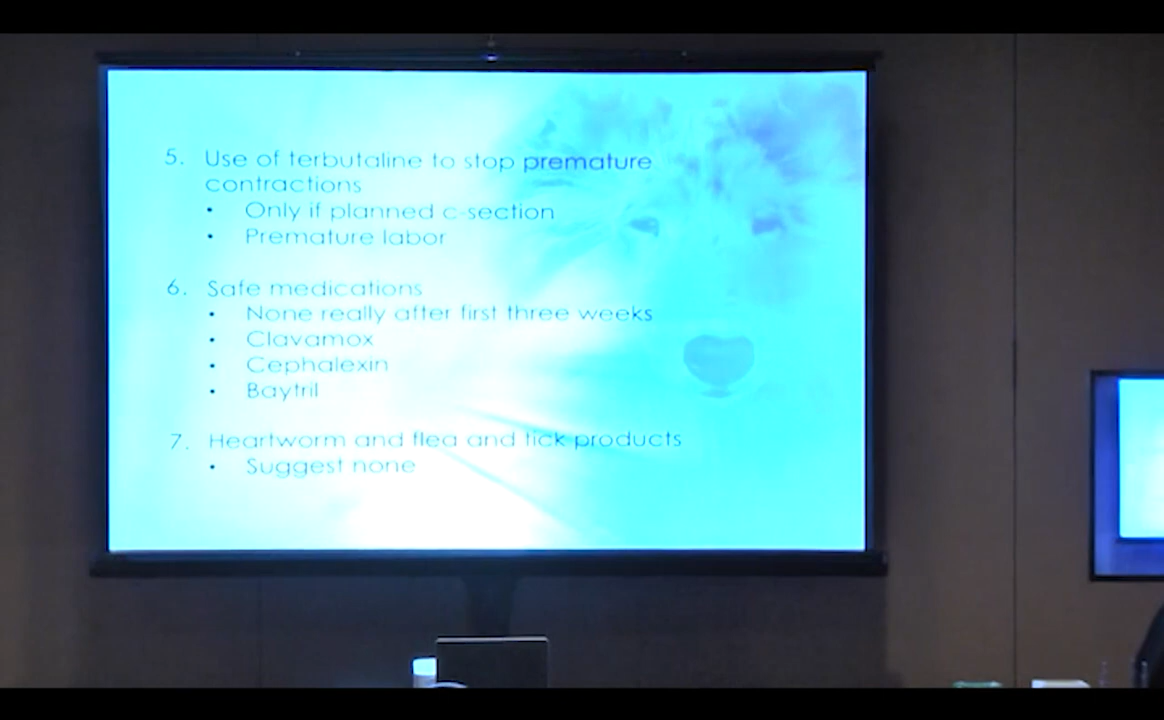 5. Use of terbutaline to stop premature
contractions
• Only if planned c-section
• Premature labor
6. Safe medications
• None really after first three weeks
• Clavamox
• Cephalexin
• Baytril
7. Heartworm and flea and tick products
• Suggest none